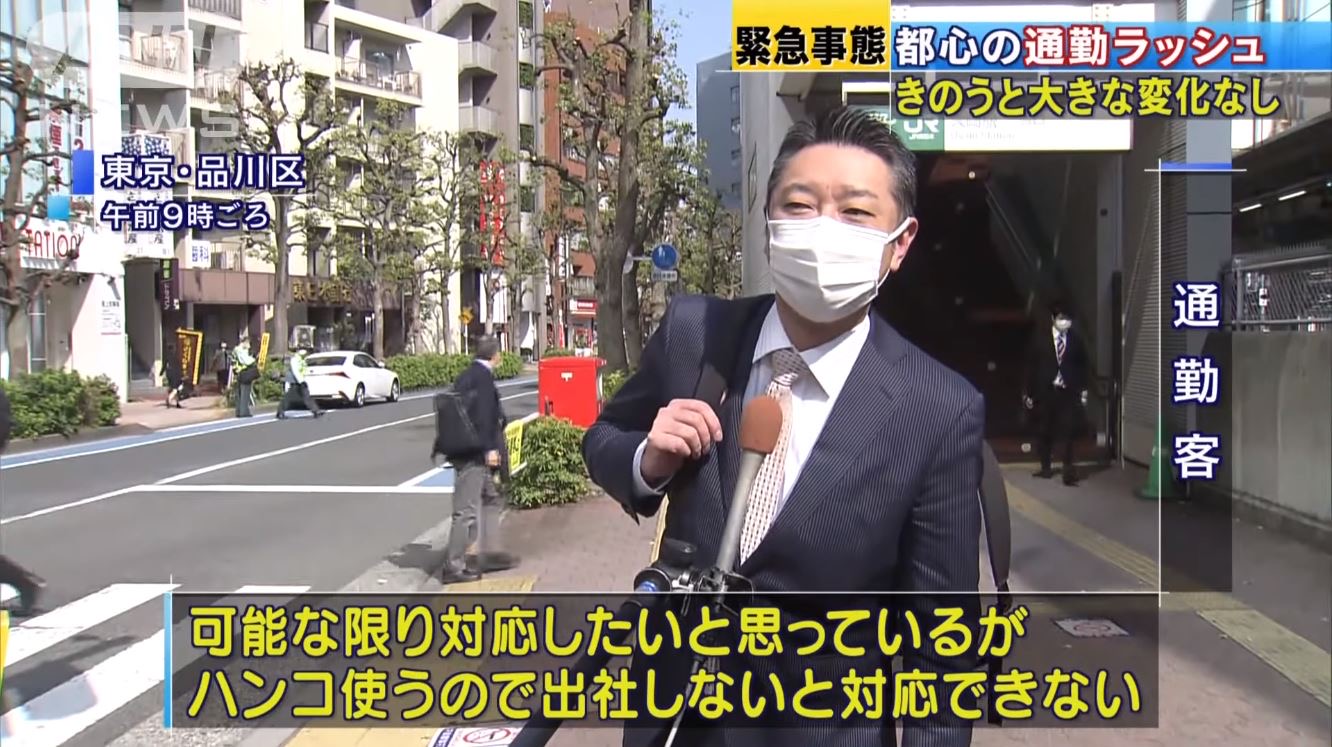 ANN
NEWS
緊急事態
都心の通勤ラッシュ
きのうと大きな変化なし
東京・品川区
午前9時ごろ
JR
通勤客
可能な限り対応したいと思っているが
ハンコ使うので出社しないと対応できない